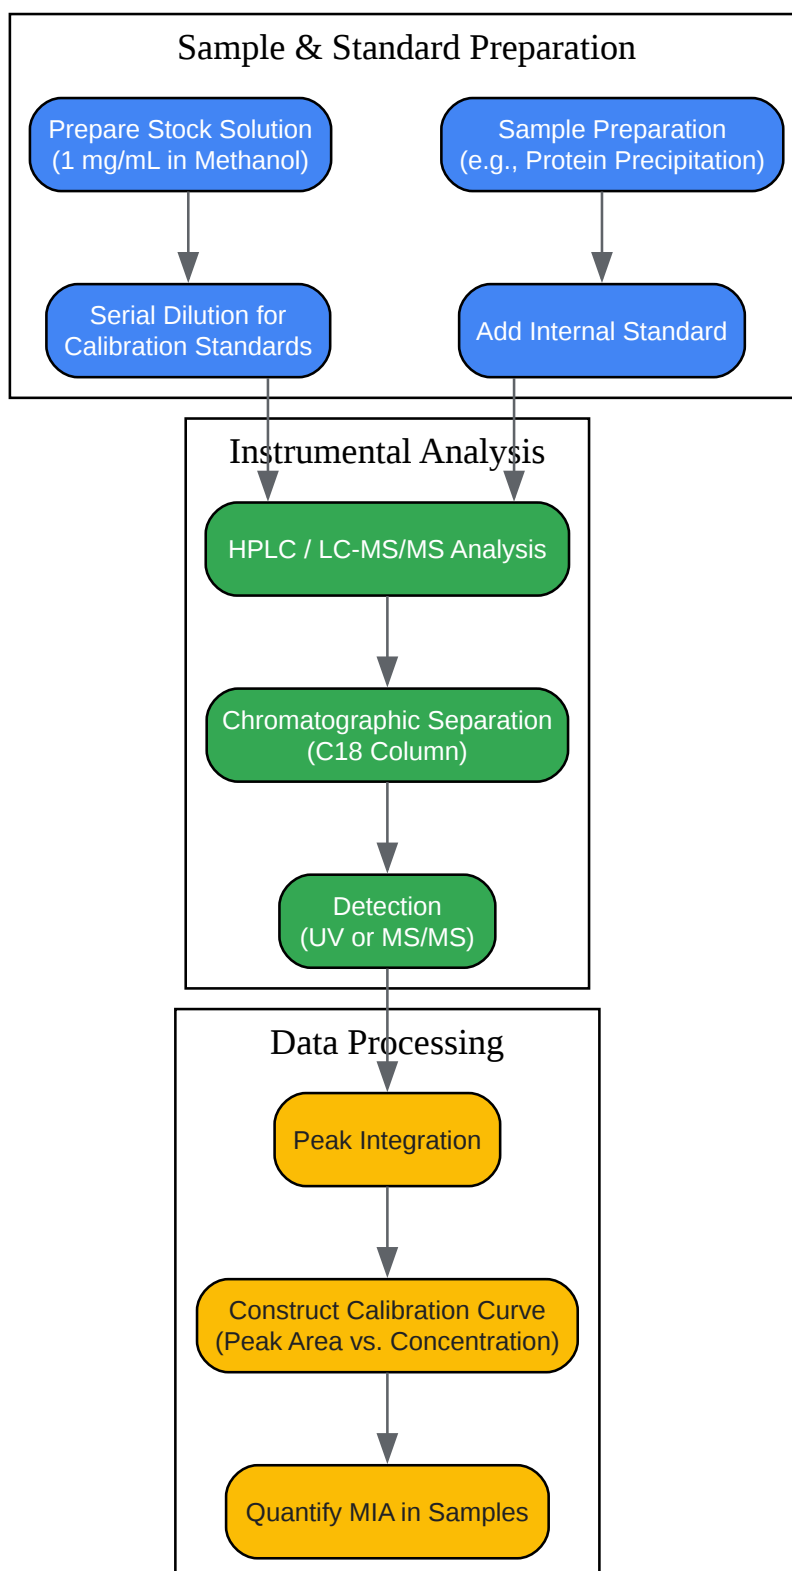 Sample & Standard Preparation
Prepare Stock Solution
(1 mg/mL in Methanol)
Sample Preparation
(e.g., Protein Precipitation)
Serial Dilution for
Calibration Standards
Add Internal Standard
Instrumental Analysis
HPLC / LC-MS/MS Analysis
Chromatographic Separation
(C18 Column)
Detection
(UV or MS/MS)
Data Processing
Peak Integration
Construct Calibration Curve
(Peak Area vs. Concentration)
Quantify MIA in Samples